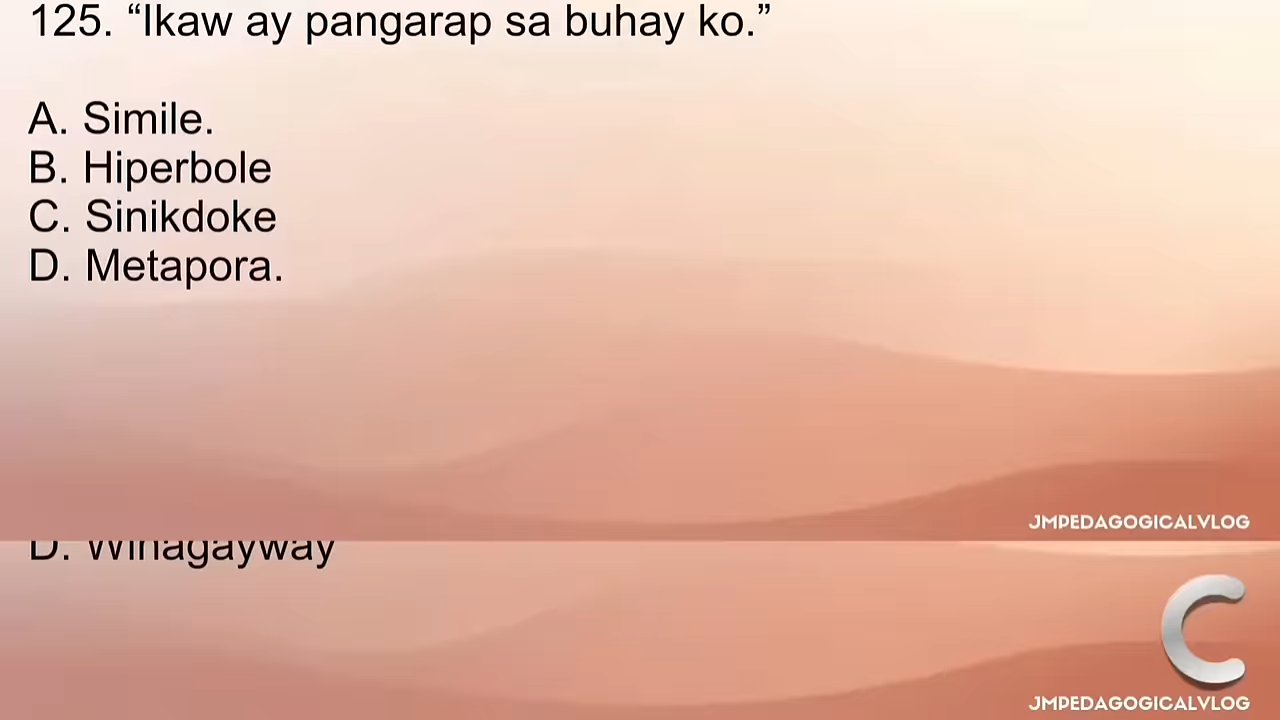 125. “Ikaw ay pangarap sa buhay ko.”
A. Simile.
B. Hiperbole
C. Sinikdoke
D. Metapora.
JMPEDAGOGICALVLOG
D. Winagayway
C
JMPEDAGOGICALVLOG